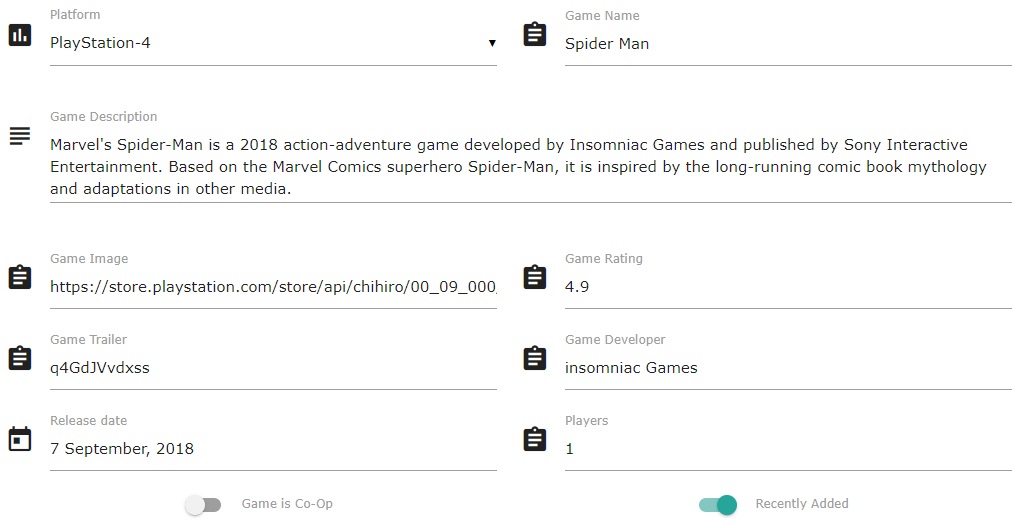 Platform
PlayStation-4
Game Name
Spider Man
Game Description
Marvel's Spider-Man is a 2018 action-adventure game developed by Insomniac Games and published by Sony Interactive
Entertainment. Based on the Marvel Comics superhero Spider-Man, it is inspired by the long-running comic book mythology
and adaptations in other media.
Game Image
https://store.playstation.com/store/api/chihiro/00_09_000_
Game Rating
4.9
Game Trailer
q4GdJVvdxss
Game Developer
insomniac Games
Release date
7 September, 2018
Players
1
Game is Co-Op
Recently Added